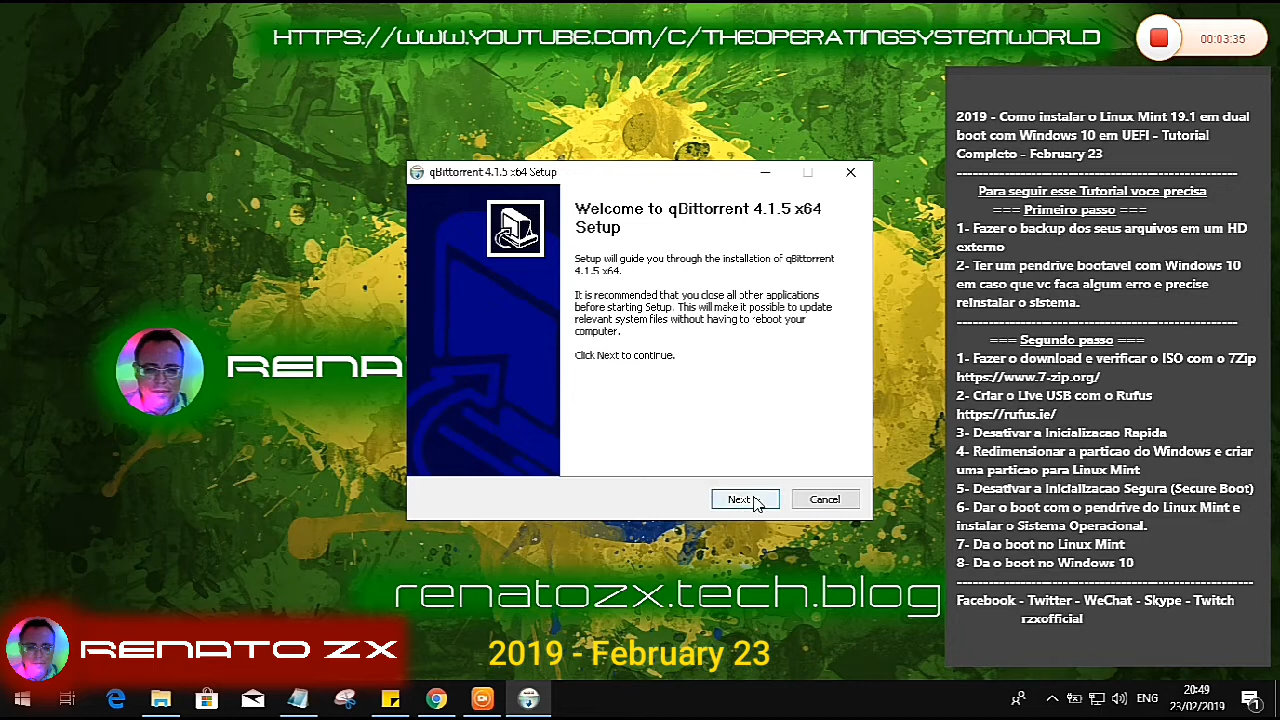 HTTPS://WWW.YOUTUBE.COM/C/THEOPERATINGSYSTEMWORLD
00:03:35
2019 - Como instalar o Linux Mint 19.1 em dual
boot com Windows 10 em UEFI - Tutorial
Completo - February 23
------------------------------------------------------
Para seguir esse Tutorial voce precisa
=== Primeiro passo ===
1- Fazer o backup dos seus arquivos em um HD
externo
2- Ter um pendrive bootavel com Windows 10
em caso que vc faca algum erro e precise
reinstalar o sistema.
------------------------------------------------------
=== Segundo passo ===
1- Fazer o download e verificar o ISO com o 7Zip
https://www.7-zip.org/
2- Criar o Live USB com o Rufus
https://rufus.ie/
3- Desativar a Inicializacao Rapida
4- Redimensionar a particao do Windows e criar
uma particao para Linux Mint
5- Desativar a Inicializacao Segura (Secure Boot)
6- Dar o boot com o pendrive do Linux Mint e
instalar o Sistema Operacional.
7- Da o boot no Linux Mint
8- Da o boot no Windows 10
---------------------------------------------------------
Facebook - Twitter - WeChat - Skype - Twitch
rzxofficial
qBittorrent 4.1.5 x64 Setup
Welcome to qBittorrent 4.1.5 x64
Setup
Setup will guide you through the installation of qBittorrent
4.1.5 x64.
It is recommended that you close all other applications
before starting Setup. This will make it possible to update
relevant system files without having to reboot your
computer.
Click Next to continue.
Next
Cancel
RENA
renatozx.tech.blog
RENATO ZX
2019 - February 23
ENG
20:49
23/02/2019
1